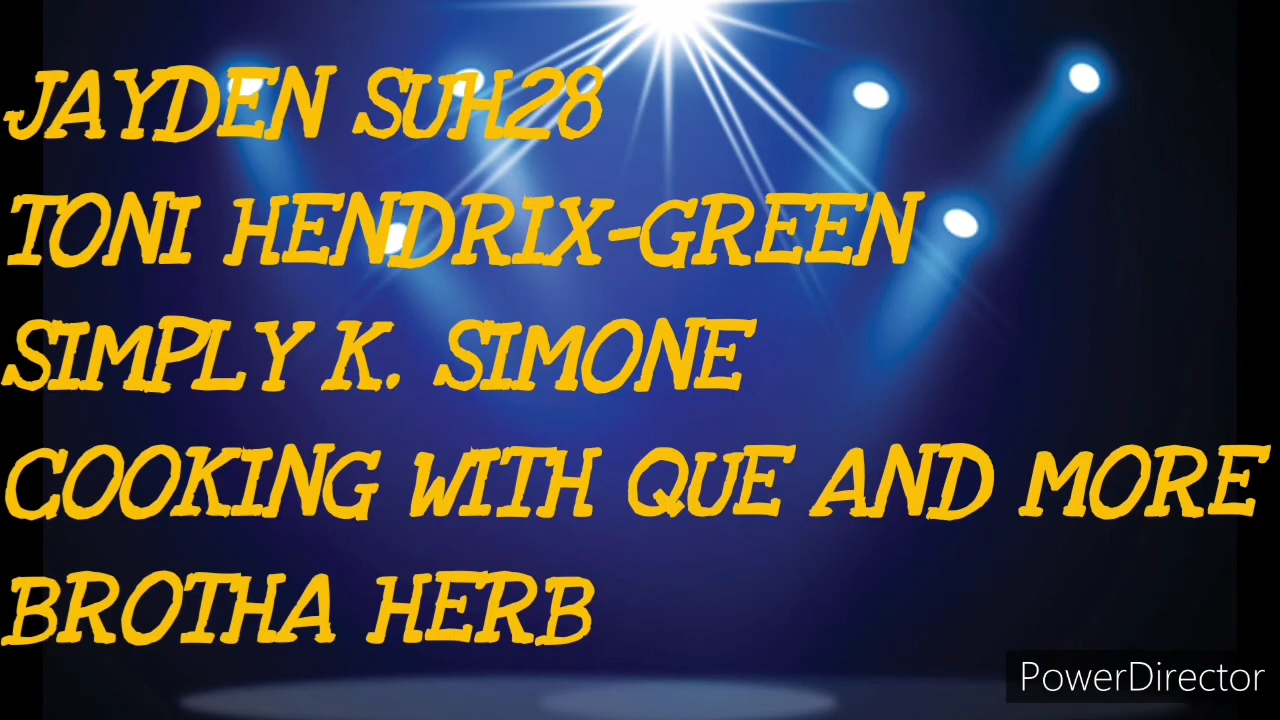 JAYDEN SUH28
TONI HENDRIX-GREEN
SIMPLY K. SIMONE
COOKING WITH QUE AND MORE
BROTHA HERB
PowerDirector